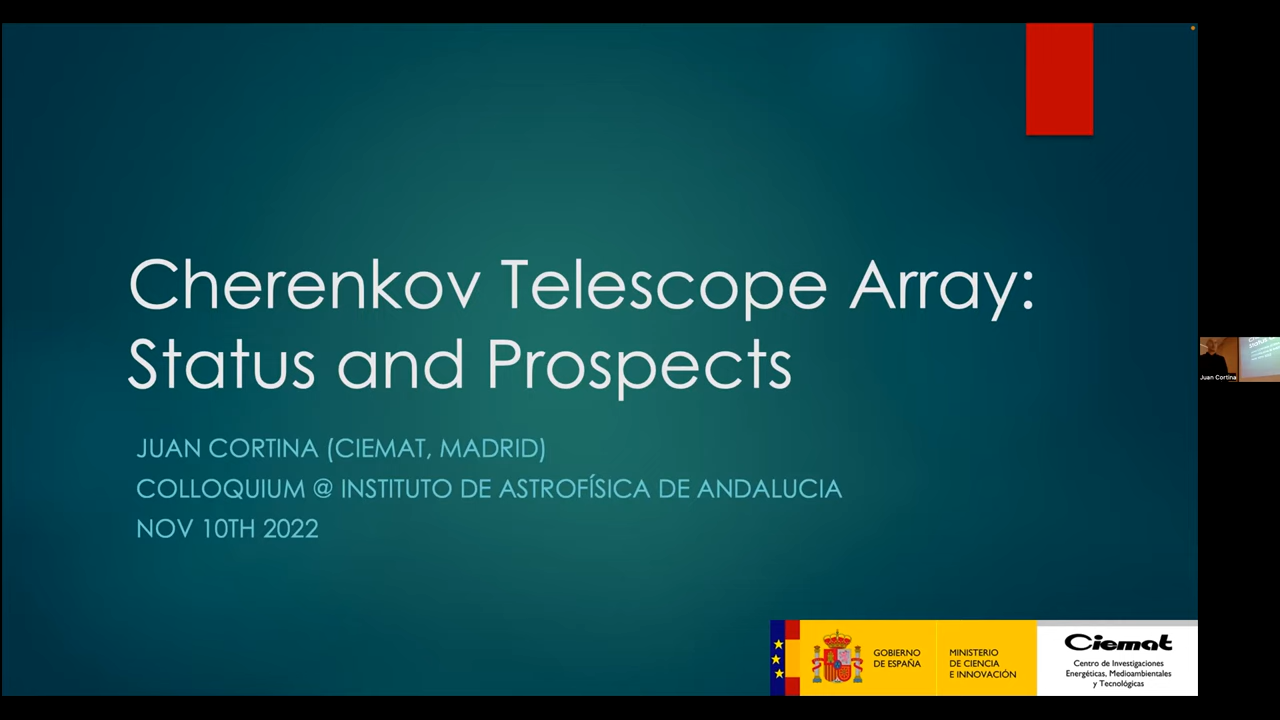 Cherenkov Telescope Array:
Status and Prospects
JUAN CORTINA (CIEMAT, MADRID)
COLLOQUIUM @ INSTITUTO DE ASTROFÍSICA DE ANDALUCIA
NOV 10TH 2022
GOBIERNO
DE ESPAÑA
MINISTERIO
DE CIENCIA
E INNOVACIÓN
Ciemat
Centro de Investigaciones
Energéticas, Medioambientales
y Tecnológicas
Juan Cortina